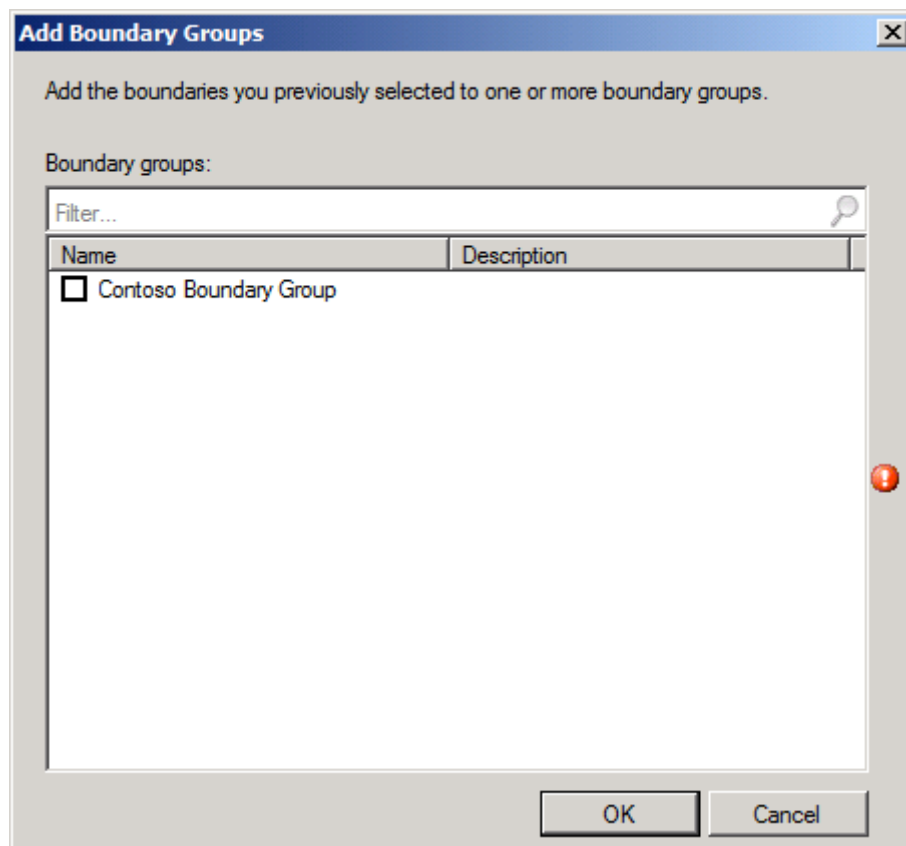 Add Boundary Groups
Add the boundaries you previously selected to one or more boundary groups.
Boundary groups:
Filter...
Name Description
Contoso Boundary Group
OK Cancel